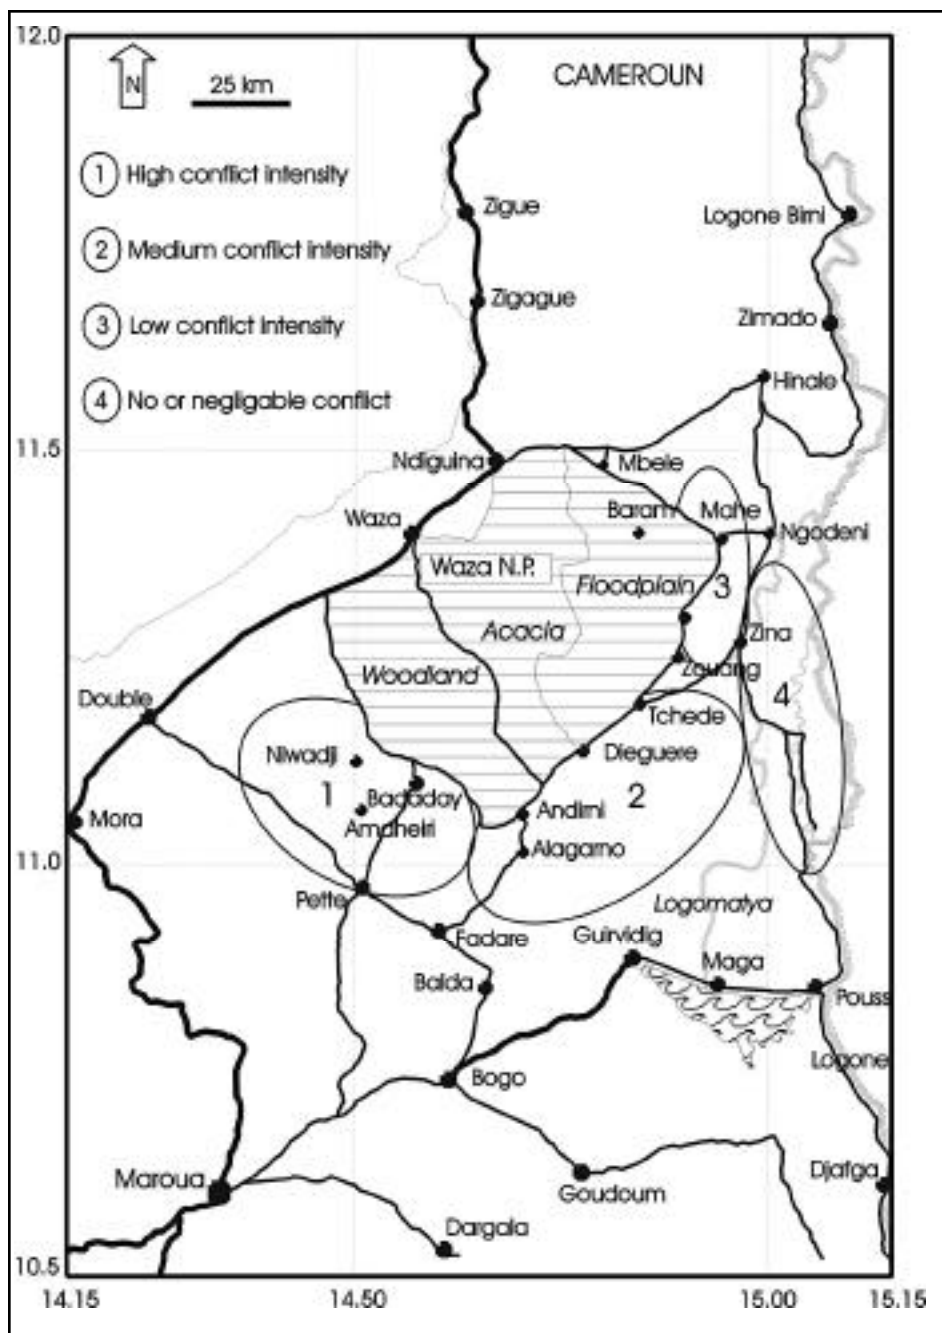 12.0
N
25 km
CAMEROUN
1 High conflict intensity
2 Medium conflict intensity
3 Low conflict intensity
4 No or negligable conflict
Zigue
Logone Birni
Zigague
Zimado
Hinale
11.5
Ndiguina
Mbele
Waza
Baram
Mahe
Ngodeni
Waza N.P.
Floodplain
3
Acacia
Zina
Woodland
Zouang
4
Double
Tchede
Niwadji
Dieguere
1
2
Badaday
Andirni
Mora
Amdheiri
Alagarno
11.0
Pette
Logomatya
Fadare
Guirvidig
Balda
Maga
Pouss
Logone
Bogo
Maroua
Goudoum
Djafga
Dargala
10.5
14.15
14.50
15.00
15.15